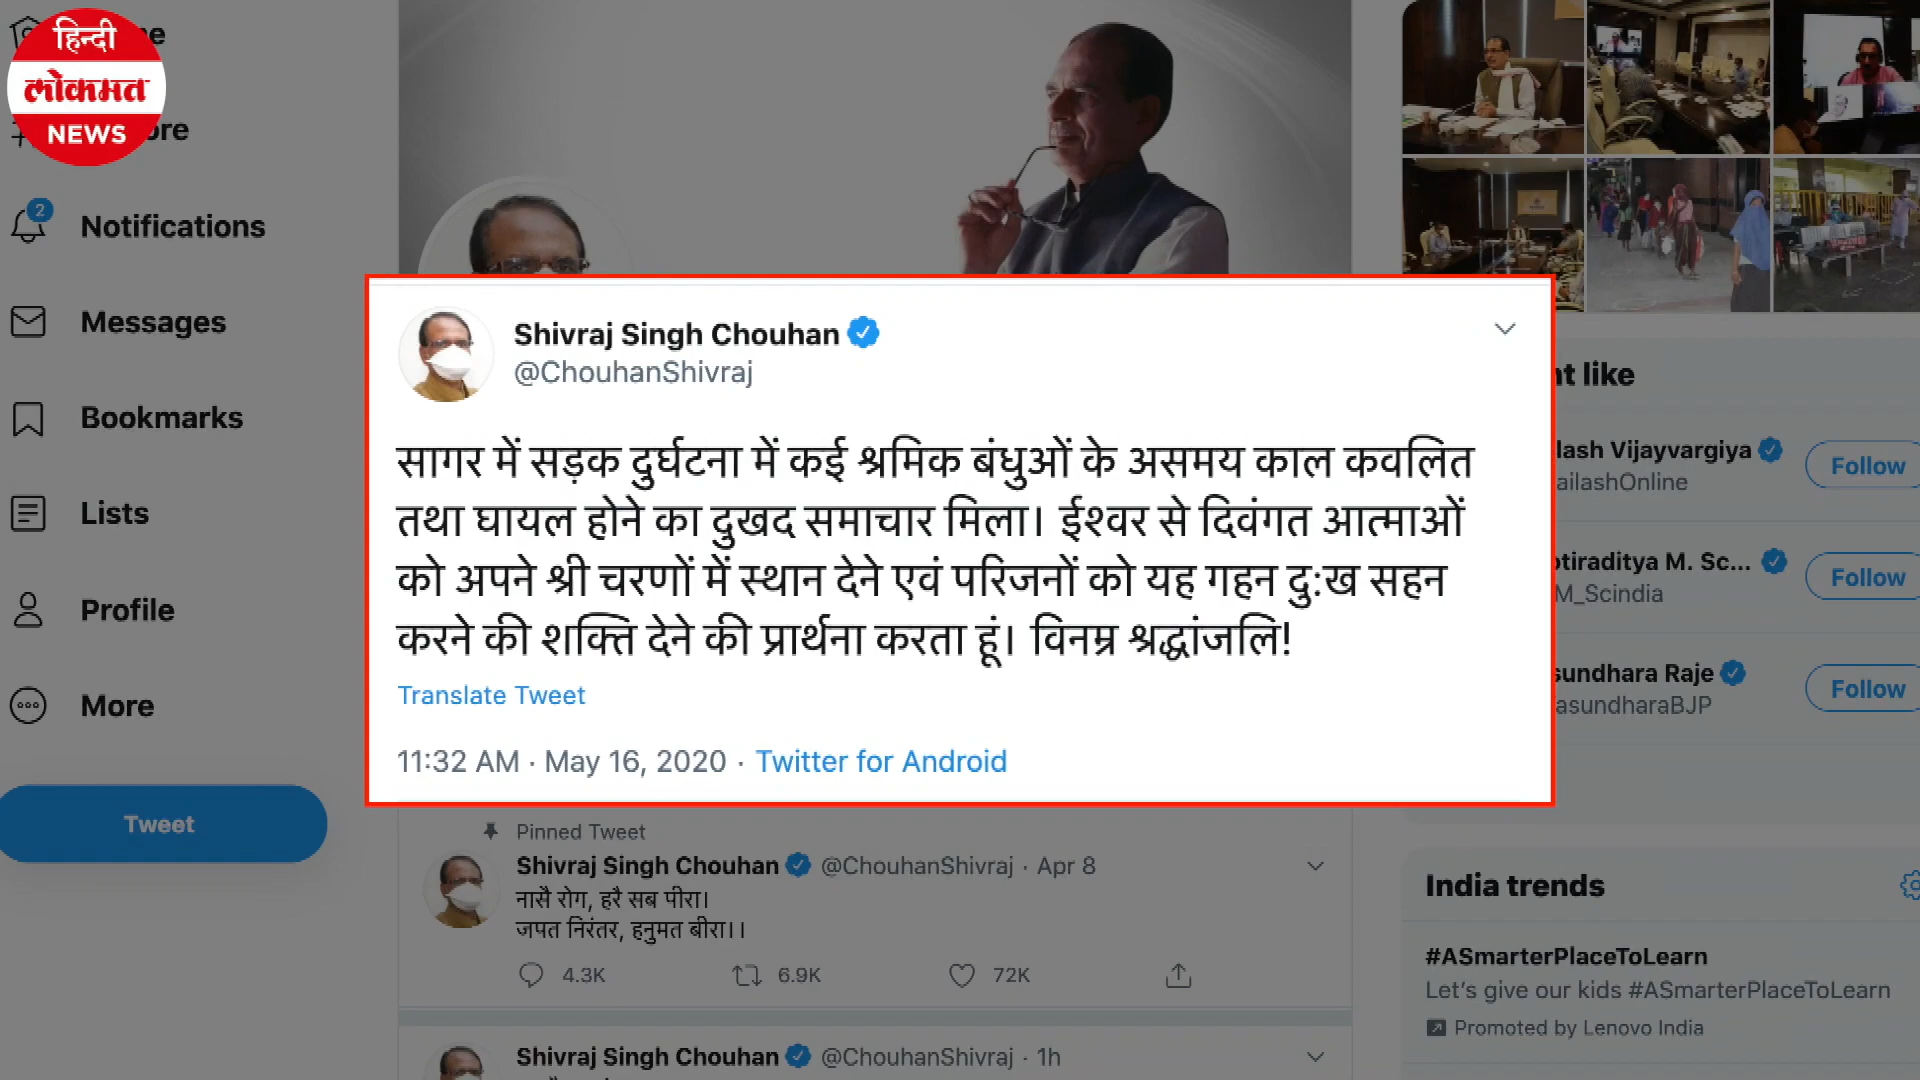 हिन्दी
लोकमत
NEWS
2
Notifications
Messages
Bookmarks
Lists
Profile
More
Tweet
Shivraj Singh Chouhan
@ChouhanShivraj
सागर में सड़क दुर्घटना में कई श्रमिक बंधुओं के असमय काल कवलित
तथा घायल होने का दुखद समाचार मिला। ईश्वर से दिवंगत आत्माओं
को अपने श्री चरणों में स्थान देने एवं परिजनों को यह गहन दु:ख सहन
करने की शक्ति देने की प्रार्थना करता हूं। विनम्र श्रद्धांजलि!
Translate Tweet
11:32 AM · May 16, 2020 · Twitter for Android
Pinned Tweet
Shivraj Singh Chouhan @ChouhanShivraj · Apr 8
नासै रोग, हरै सब पीरा।
जपत निरंतर, हनुमत बीरा।।
4.3K 6.9K 72K
Shivraj Singh Chouhan @ChouhanShivraj · 1h
like
Vijayvargiya
ailashOnline
Follow
tiraditya M. Sc...
M_Scindia
Follow
sundhara Raje
asundharaBJP
Follow
India trends
#ASmarterPlaceToLearn
Let's give our kids #ASmarterPlaceToLearn
Promoted by Lenovo India